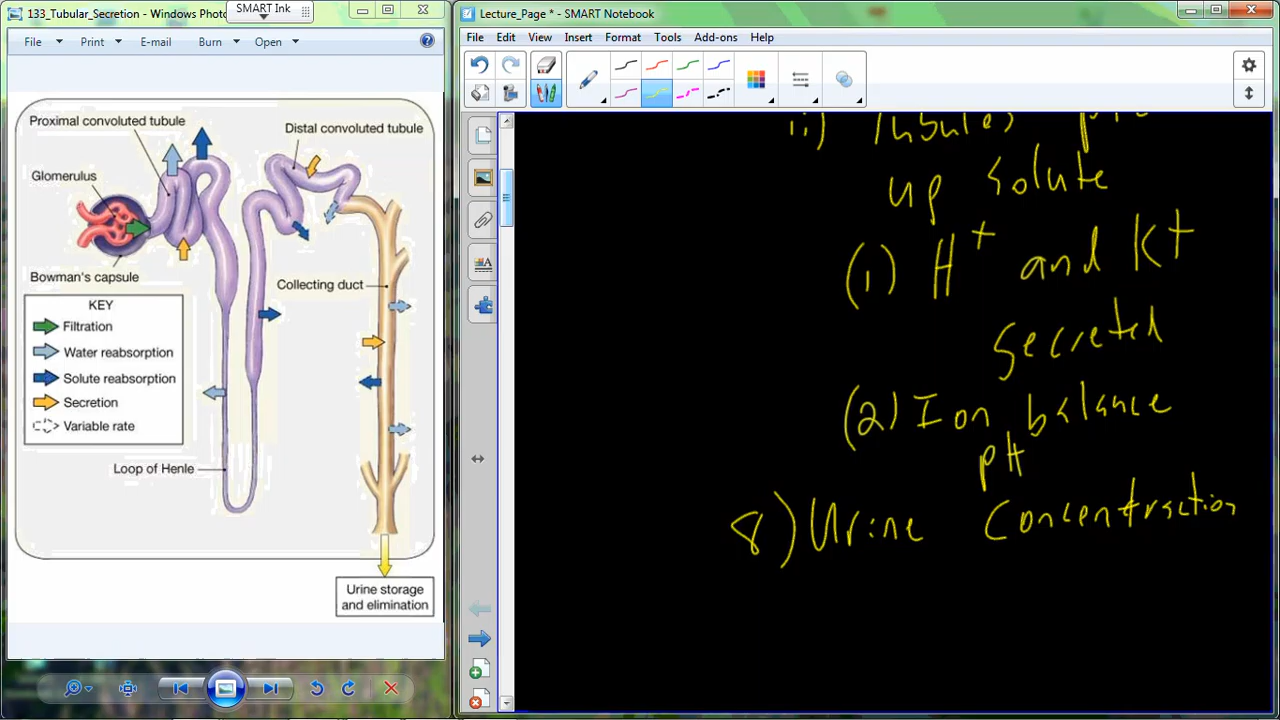 133_Tubular_Secretion - Windows Photo
SMART Ink
File Print E-mail Burn Open
Proximal convoluted tubule
Distal convoluted tubule
Glomerulus
Bowman's capsule
Collecting duct
KEY
Filtration
Water reabsorption
Solute reabsorption
Secretion
Variable rate
Loop of Henle
Urine storage
and elimination
Lecture_Page * - SMART Notebook
File Edit View Insert Format Tools Add-ons Help
ii) Tubules
up solute
(1) H+ and K+
secreted
(2) Ion balance
pH
8) Urine Concentration